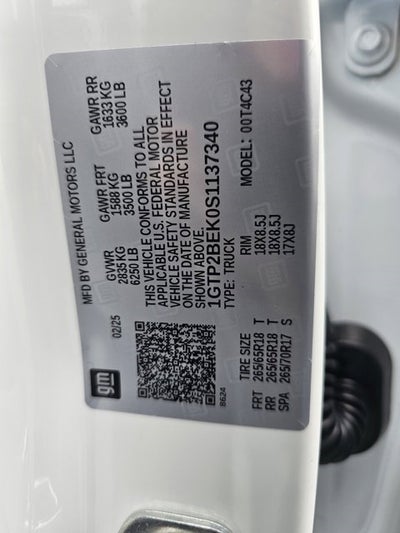 gm
MFD BY GENERAL MOTORS LLC
02/25
GVWR GAWR FRT GAWR RR
2835 KG 1588 KG 1633 KG
6250 LB 3500 LB 3600 LB
THIS VEHICLE CONFORMS TO ALL
APPLICABLE U.S. FEDERAL MOTOR
VEHICLE SAFETY STANDARDS IN EFFECT
ON THE DATE OF MANUFACTURE
SHOWN ABOVE.
1GTP2BEK0S1137340
TYPE: TRUCK MODEL: 00T4C43
8624
TIRE SIZE RIM
FRT 265/65R18 T 18X8.5J
RR 265/65R18 T 18X8.5J
SPA 265/70R17 S 17X8J